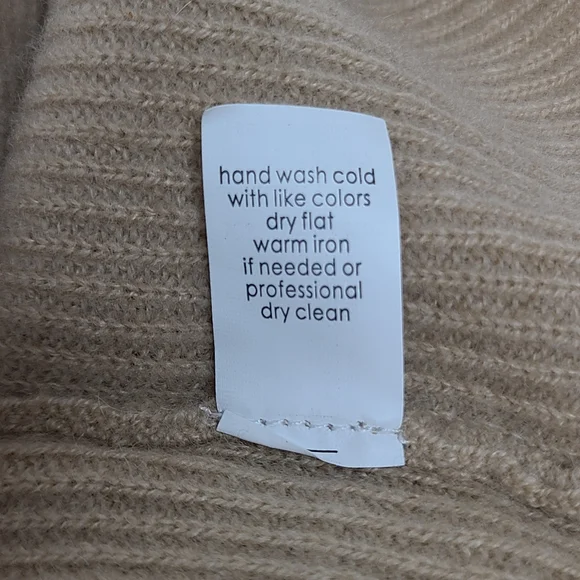 hand wash cold
with like colors
dry flat
warm iron
if needed or
professional
dry clean